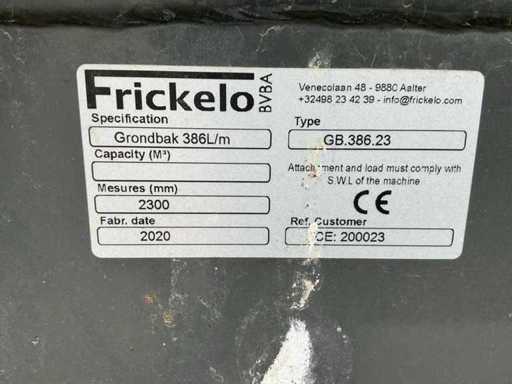 Frickelo BVBA
Venecolaan 48 - 9880 Aalter
+32498 23 42 39 - info@frickelo.com
Specification
Grondbak 386L/m
Type
GB.386.23
Capacity (M³)
Attachment and load must comply with
S.W.L of the machine
Mesures (mm)
2300
CE
Fabr. date
2020
Ref. Customer
CE: 200023